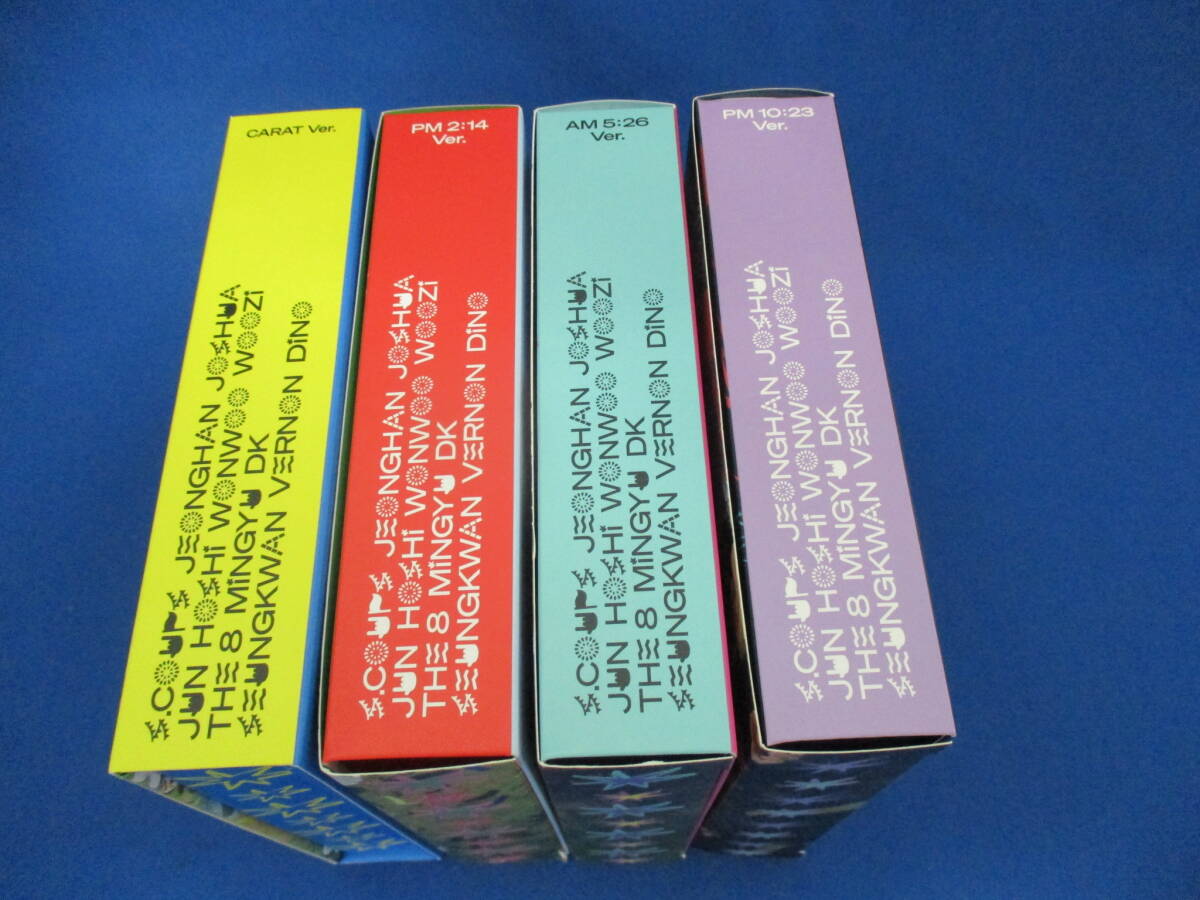 CARAT Ver.
S.COUPS JEONGHAN JOSHUA
JUN HOSHI WONWOO WOOZI
THE 8 MINGYU DK
SEUNGKWAN VERNON DINO
PM 2:14
Ver.
S.COUPS JEONGHAN JOSHUA
JUN HOSHI WONWOO WOOZI
THE 8 MINGYU DK
SEUNGKWAN VERNON DINO
AM 5:26
Ver.
S.COUPS JEONGHAN JOSHUA
JUN HOSHI WONWOO WOOZI
THE 8 MINGYU DK
SEUNGKWAN VERNON DINO
PM 10:23
Ver.
S.COUPS JEONGHAN JOSHUA
JUN HOSHI WONWOO WOOZI
THE 8 MINGYU DK
SEUNGKWAN VERNON DINO